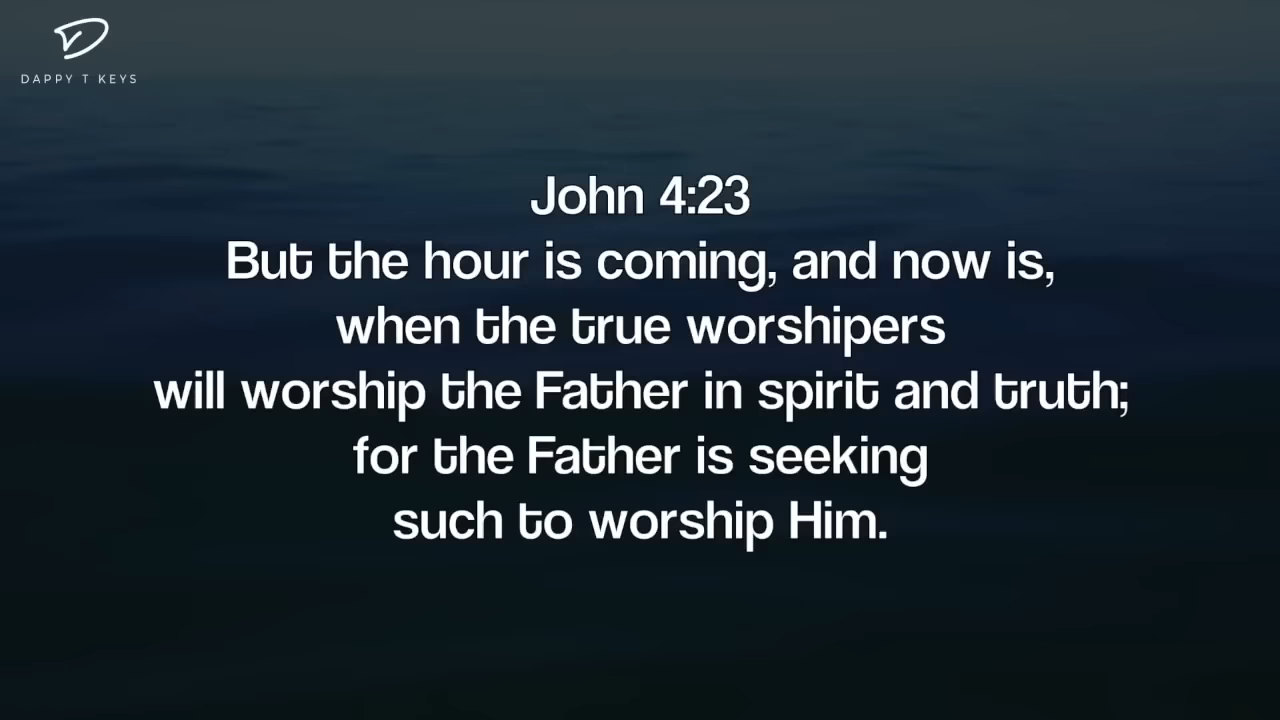 DAPPY T KEYS
John 4:23
But the hour is coming, and now is,
when the true worshipers
will worship the Father in spirit and truth;
for the Father is seeking
such to worship Him.